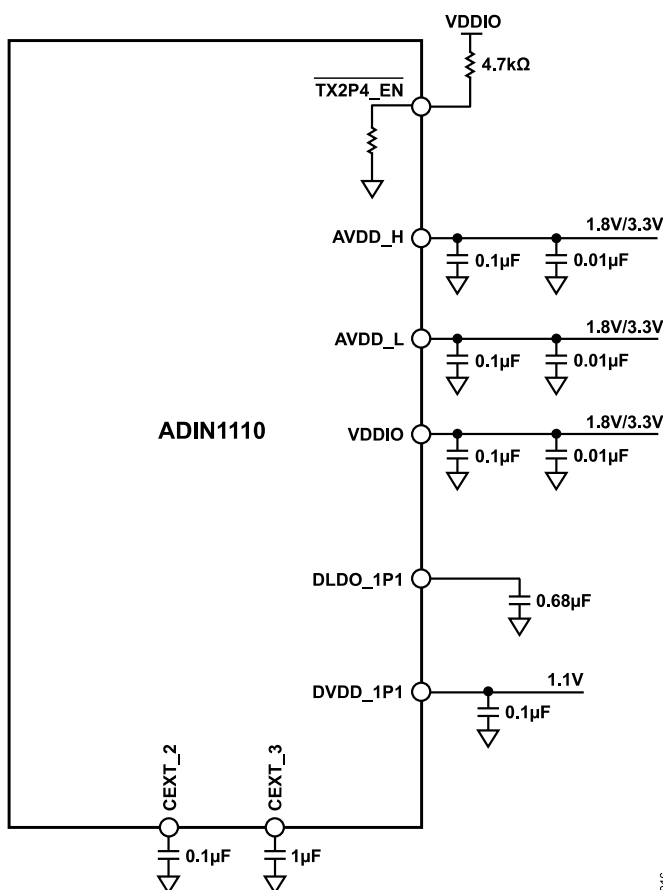 VDDIO
4.7kΩ
TX2P4_EN
AVDD_H
1.8V/3.3V
0.1µF
0.01µF
AVDD_L
1.8V/3.3V
0.1µF
0.01µF
ADIN1110
VDDIO
1.8V/3.3V
0.1µF
0.01µF
DLDO_1P1
0.68µF
DVDD_1P1
1.1V
0.1µF
CEXT_2
CEXT_3
0.1µF
1µF